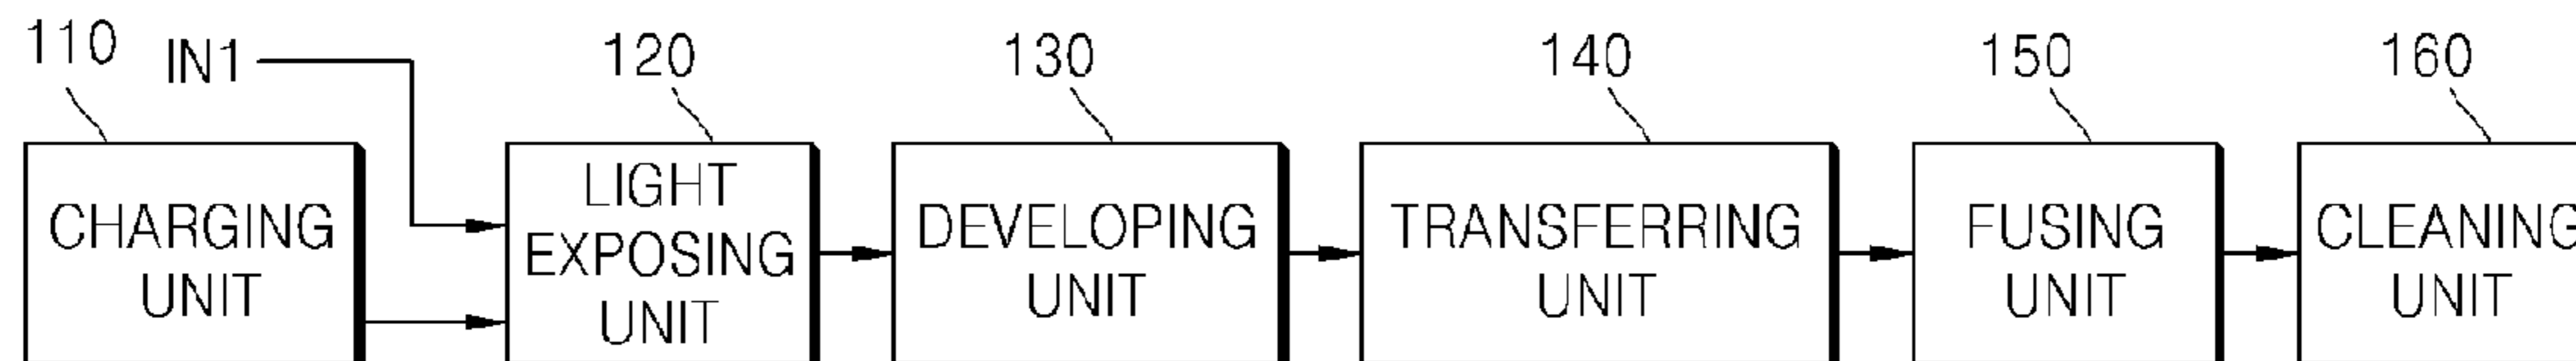 110
IN1
120
130
140
150
160
CHARGING
UNIT
LIGHT
EXPOSING
UNIT
DEVELOPING
UNIT
TRANSFERRING
UNIT
FUSING
UNIT
CLEANING
UNIT